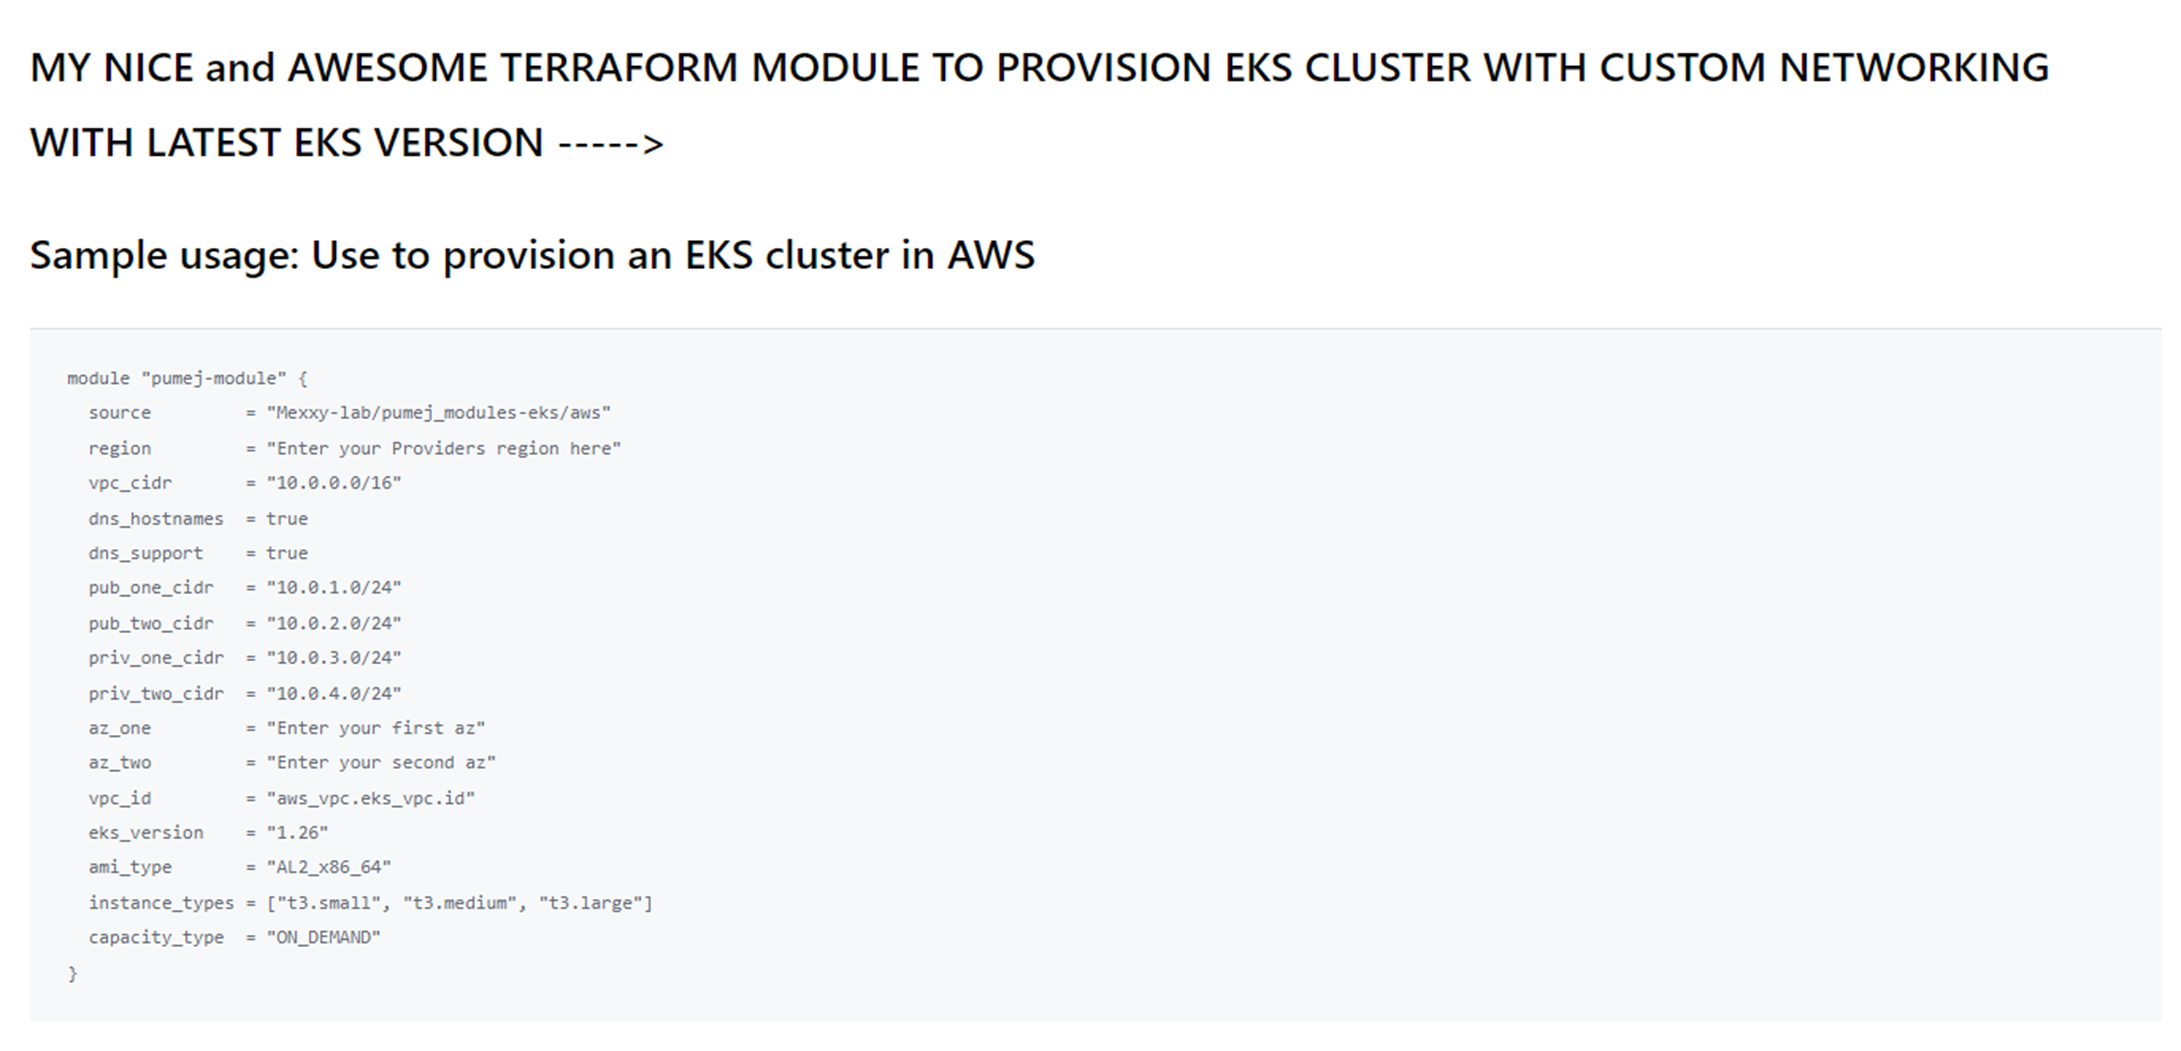 MY NICE and AWESOME TERRAFORM MODULE TO PROVISION EKS CLUSTER WITH CUSTOM NETWORKING
WITH LATEST EKS VERSION ----->
Sample usage: Use to provision an EKS cluster in AWS
module "pumej-module" {
  source         = "Mexxy-lab/pumej_modules-eks/aws"
  region         = "Enter your Providers region here"
  vpc_cidr       = "10.0.0.0/16"
  dns_hostnames  = true
  dns_support    = true
  pub_one_cidr   = "10.0.1.0/24"
  pub_two_cidr   = "10.0.2.0/24"
  priv_one_cidr  = "10.0.3.0/24"
  priv_two_cidr  = "10.0.4.0/24"
  az_one         = "Enter your first az"
  az_two         = "Enter your second az"
  vpc_id         = "aws_vpc.eks_vpc.id"
  eks_version    = "1.26"
  ami_type       = "AL2_x86_64"
  instance_types = ["t3.small", "t3.medium", "t3.large"]
  capacity_type  = "ON_DEMAND"
}